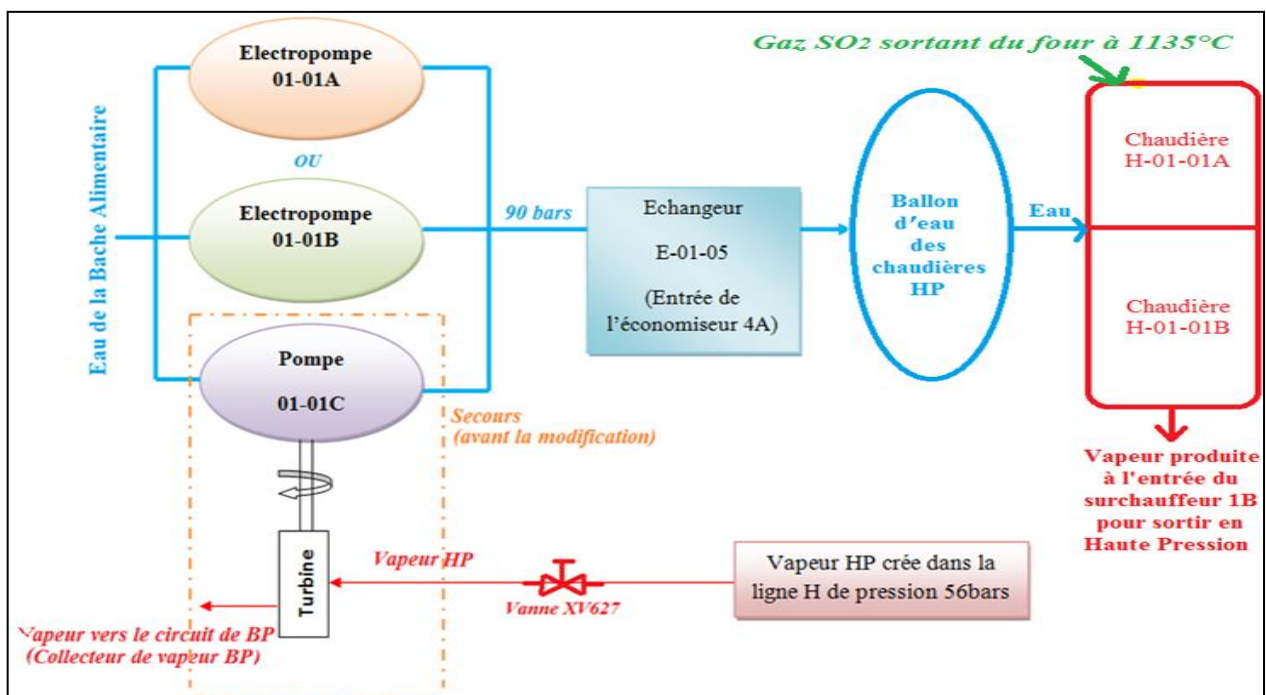 Gaz SO2 sortant du four à 1135°C
Electropompe
01-01A
Eau de la Bache Alimentaire
OU
Electropompe
01-01B
90 bars
Echangeur
E-01-05
(Entrée de
l'économiseur 4A)
Ballon
d'eau
des
chaudières
HP
Eau
Chaudière
H-01-01A
Chaudière
H-01-01B
Pompe
01-01C
Secours
(avant la modification)
Vapeur produite
à l'entrée du
surchauffeur 1B
pour sortir en
Haute Pression
Turbine
Vapeur HP
Vanne XV627
Vapeur HP crée dans la
ligne H de pression 56bars
Vapeur vers le circuit de BP
(Collecteur de vapeur BP)